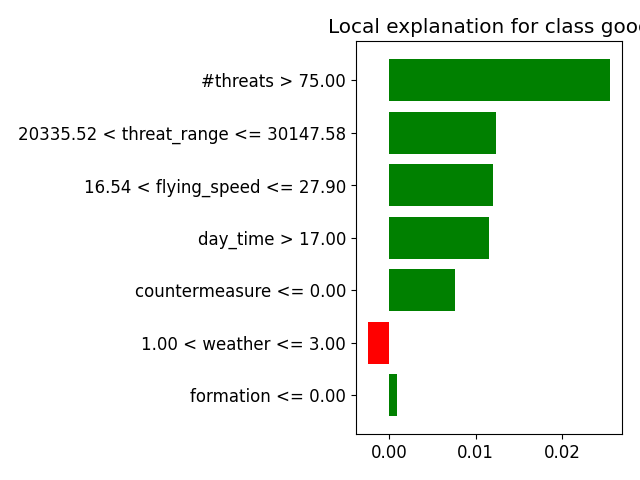 Local explanation for class good
#threats > 75.00
20335.52 < threat_range <= 30147.58
16.54 < flying_speed <= 27.90
day_time > 17.00
countermeasure <= 0.00
1.00 < weather <= 3.00
formation <= 0.00
0.00 0.01 0.02